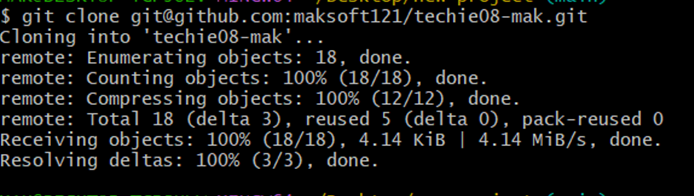 $ git clone git@github.com:maksoft121/techie08-mak.git
Cloning into 'techie08-mak'...
remote: Enumerating objects: 18, done.
remote: Counting objects: 100% (18/18), done.
remote: Compressing objects: 100% (12/12), done.
remote: Total 18 (delta 3), reused 5 (delta 0), pack-reused 0
Receiving objects: 100% (18/18), 4.14 KiB | 4.14 MiB/s, done.
Resolving deltas: 100% (3/3), done.